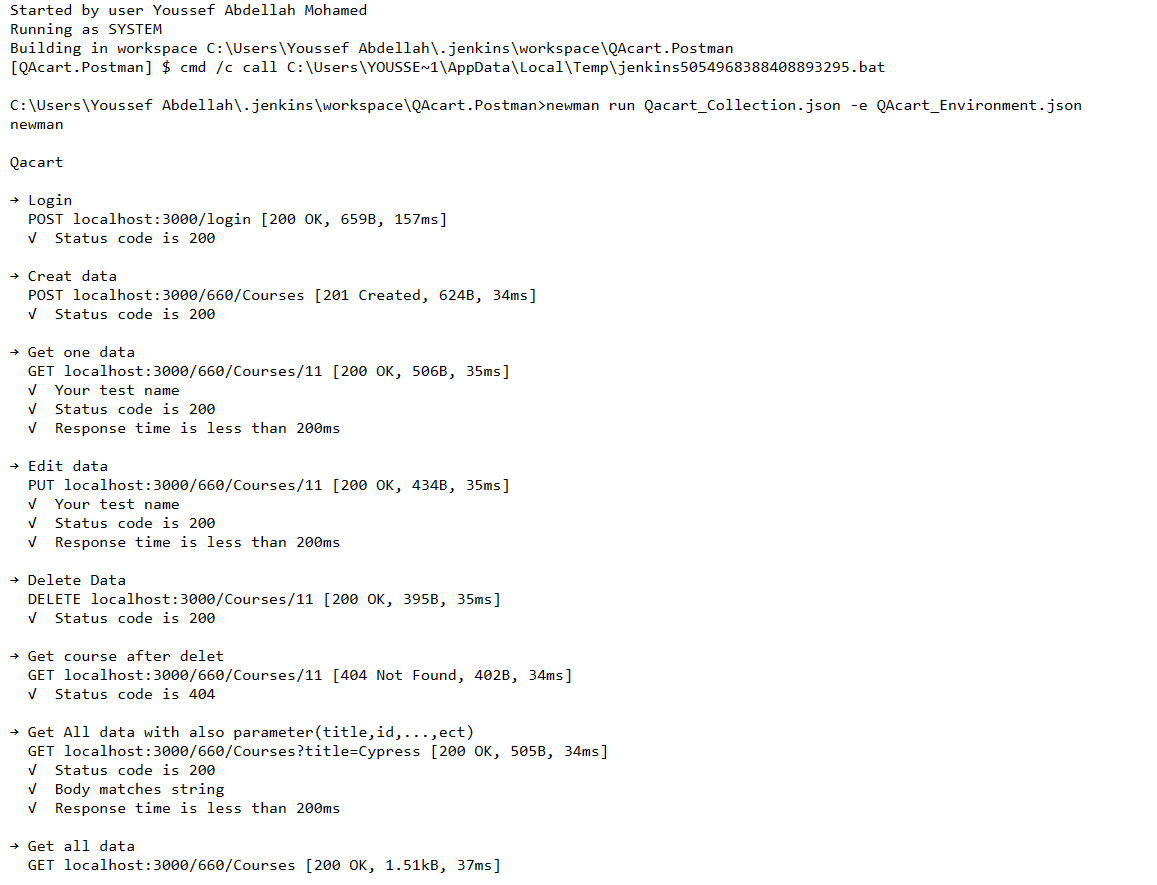 Started by user Youssef Abdellah Mohamed
Running as SYSTEM
Building in workspace C:\Users\Youssef Abdellah\.jenkins\workspace\QAcart.Postman
[QAcart.Postman] $ cmd /c call C:\Users\YOUSSE~1\AppData\Local\Temp\jenkins5054968388408893295.bat
C:\Users\Youssef Abdellah\.jenkins\workspace\QAcart.Postman>newman run Qacart_Collection.json -e QAcart_Environment.json
newman
Qacart
→ Login
POST localhost:3000/login [200 OK, 659B, 157ms]
√ Status code is 200
→ Creat data
POST localhost:3000/660/Courses [201 Created, 624B, 34ms]
√ Status code is 200
→ Get one data
GET localhost:3000/660/Courses/11 [200 OK, 506B, 35ms]
√ Your test name
√ Status code is 200
√ Response time is less than 200ms
→ Edit data
PUT localhost:3000/660/Courses/11 [200 OK, 434B, 35ms]
√ Your test name
√ Status code is 200
√ Response time is less than 200ms
→ Delete Data
DELETE localhost:3000/Courses/11 [200 OK, 395B, 35ms]
√ Status code is 200
→ Get course after delet
GET localhost:3000/660/Courses/11 [404 Not Found, 402B, 34ms]
√ Status code is 404
→ Get All data with also parameter(title,id,...,ect)
GET localhost:3000/660/Courses?title=Cypress [200 OK, 505B, 34ms]
√ Status code is 200
√ Body matches string
√ Response time is less than 200ms
→ Get all data
GET localhost:3000/660/Courses [200 OK, 1.51kB, 37ms]